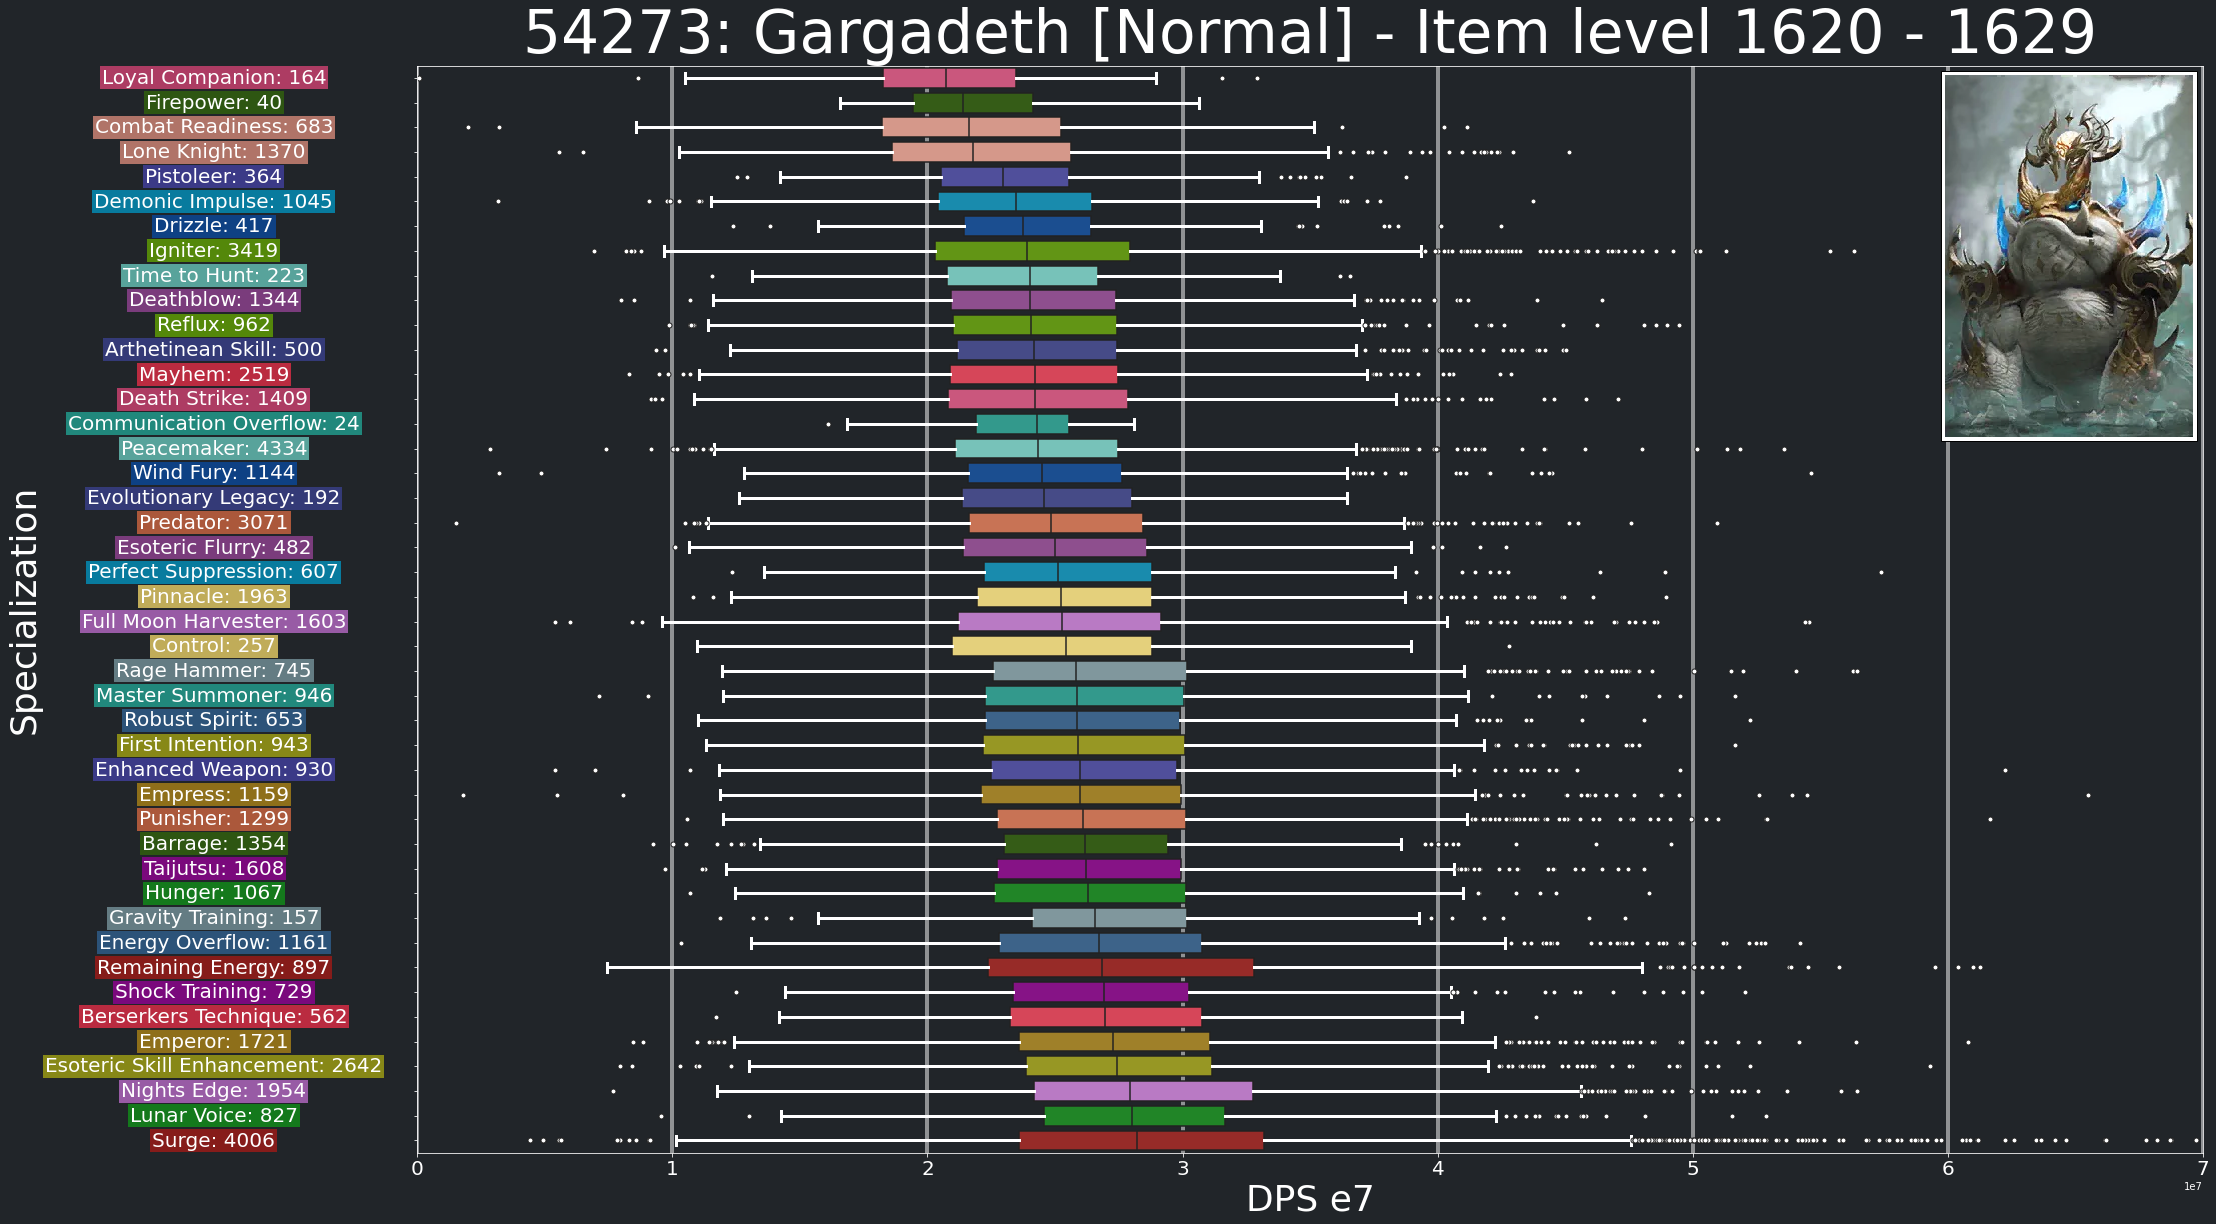 54273: Gargadeth [Normal] - Item level 1620 - 1629
Specialization
Loyal Companion: 164
Firepower: 40
Combat Readiness: 683
Lone Knight: 1370
Pistoleer: 364
Demonic Impulse: 1045
Drizzle: 417
Igniter: 3419
Time to Hunt: 223
Deathblow: 1344
Reflux: 962
Arthetinean Skill: 500
Mayhem: 2519
Death Strike: 1409
Communication Overflow: 24
Peacemaker: 4334
Wind Fury: 1144
Evolutionary Legacy: 192
Predator: 3071
Esoteric Flurry: 482
Perfect Suppression: 607
Pinnacle: 1963
Full Moon Harvester: 1603
Control: 257
Rage Hammer: 745
Master Summoner: 946
Robust Spirit: 653
First Intention: 943
Enhanced Weapon: 930
Empress: 1159
Punisher: 1299
Barrage: 1354
Taijutsu: 1608
Hunger: 1067
Gravity Training: 157
Energy Overflow: 1161
Remaining Energy: 897
Shock Training: 729
Berserkers Technique: 562
Emperor: 1721
Esoteric Skill Enhancement: 2642
Nights Edge: 1954
Lunar Voice: 827
Surge: 4006
0 1 2 3 4 5 6 7
1e7
DPS e7